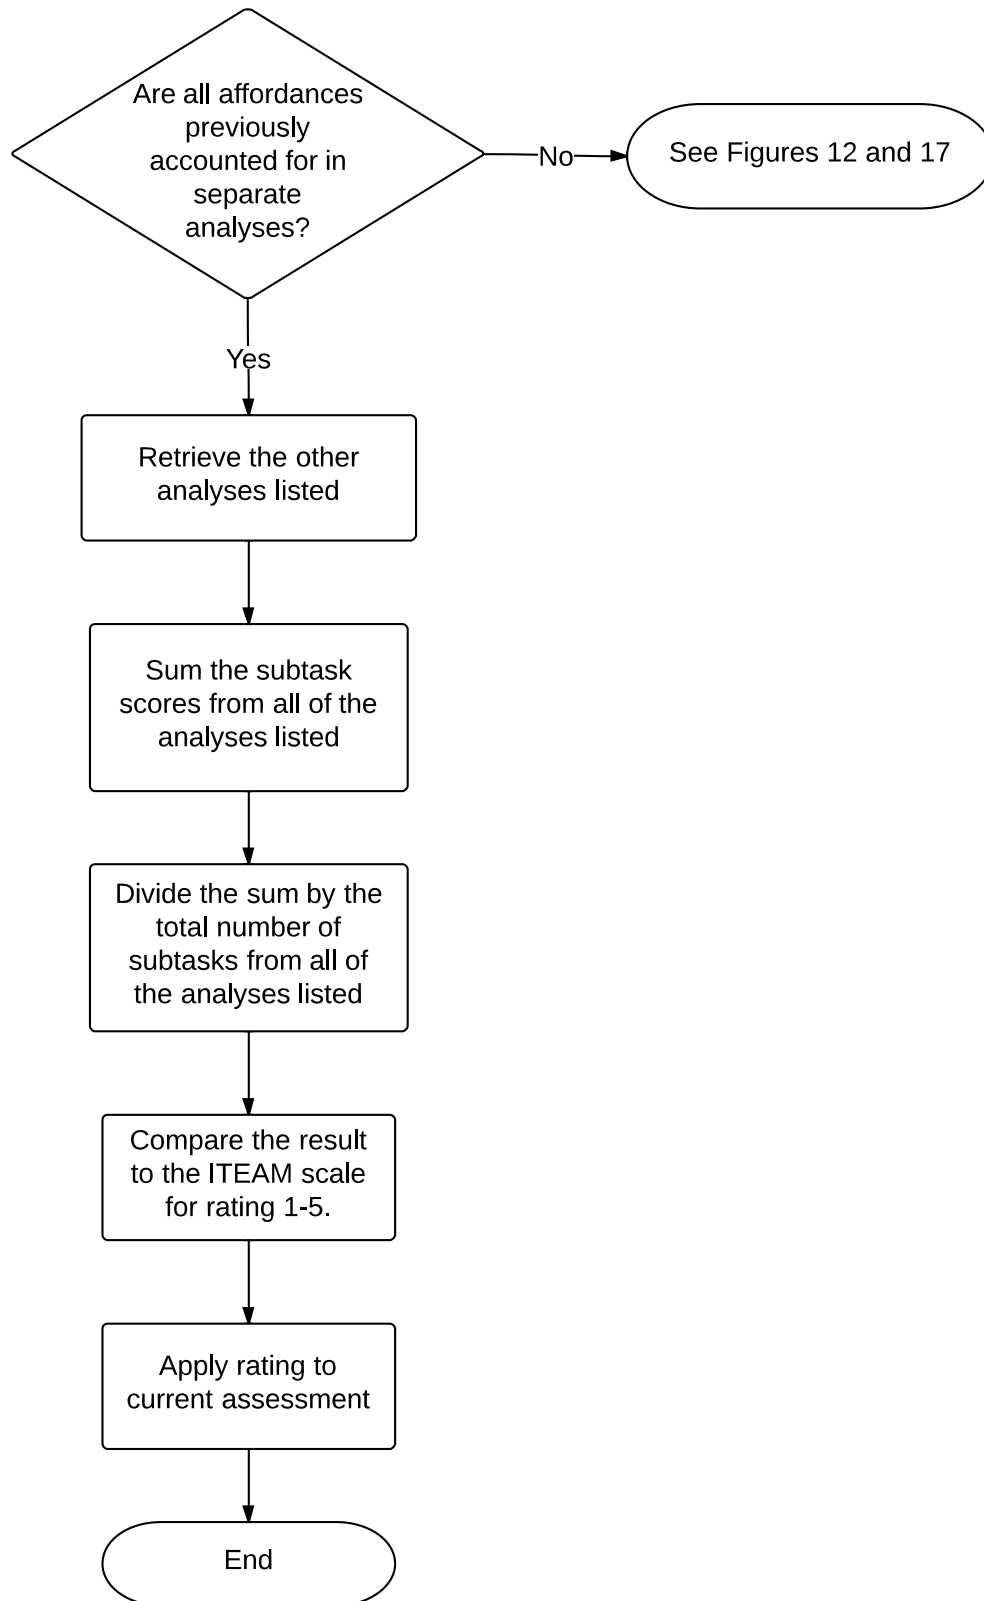 Are all affordances
previously
accounted for in
separate
analyses?
No
See Figures 12 and 17
Yes
Retrieve the other
analyses listed
Sum the subtask
scores from all of the
analyses listed
Divide the sum by the
total number of
subtasks from all of
the analyses listed
Compare the result
to the ITEAM scale
for rating 1-5.
Apply rating to
current assessment
End